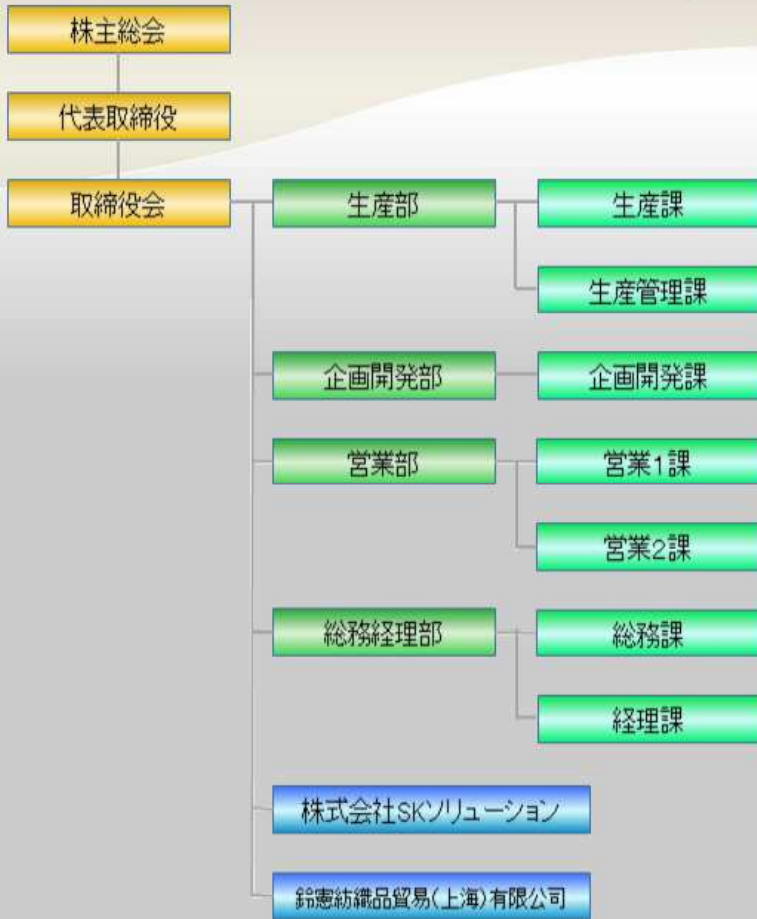 株主総会
代表取締役
取締役会
生産部
生産課
生産管理課
企画開発部
企画開発課
営業部
営業1課
営業2課
総務経理部
総務課
経理課
株式会社SKソリューション
鈴憲紡織品貿易(上海)有限公司